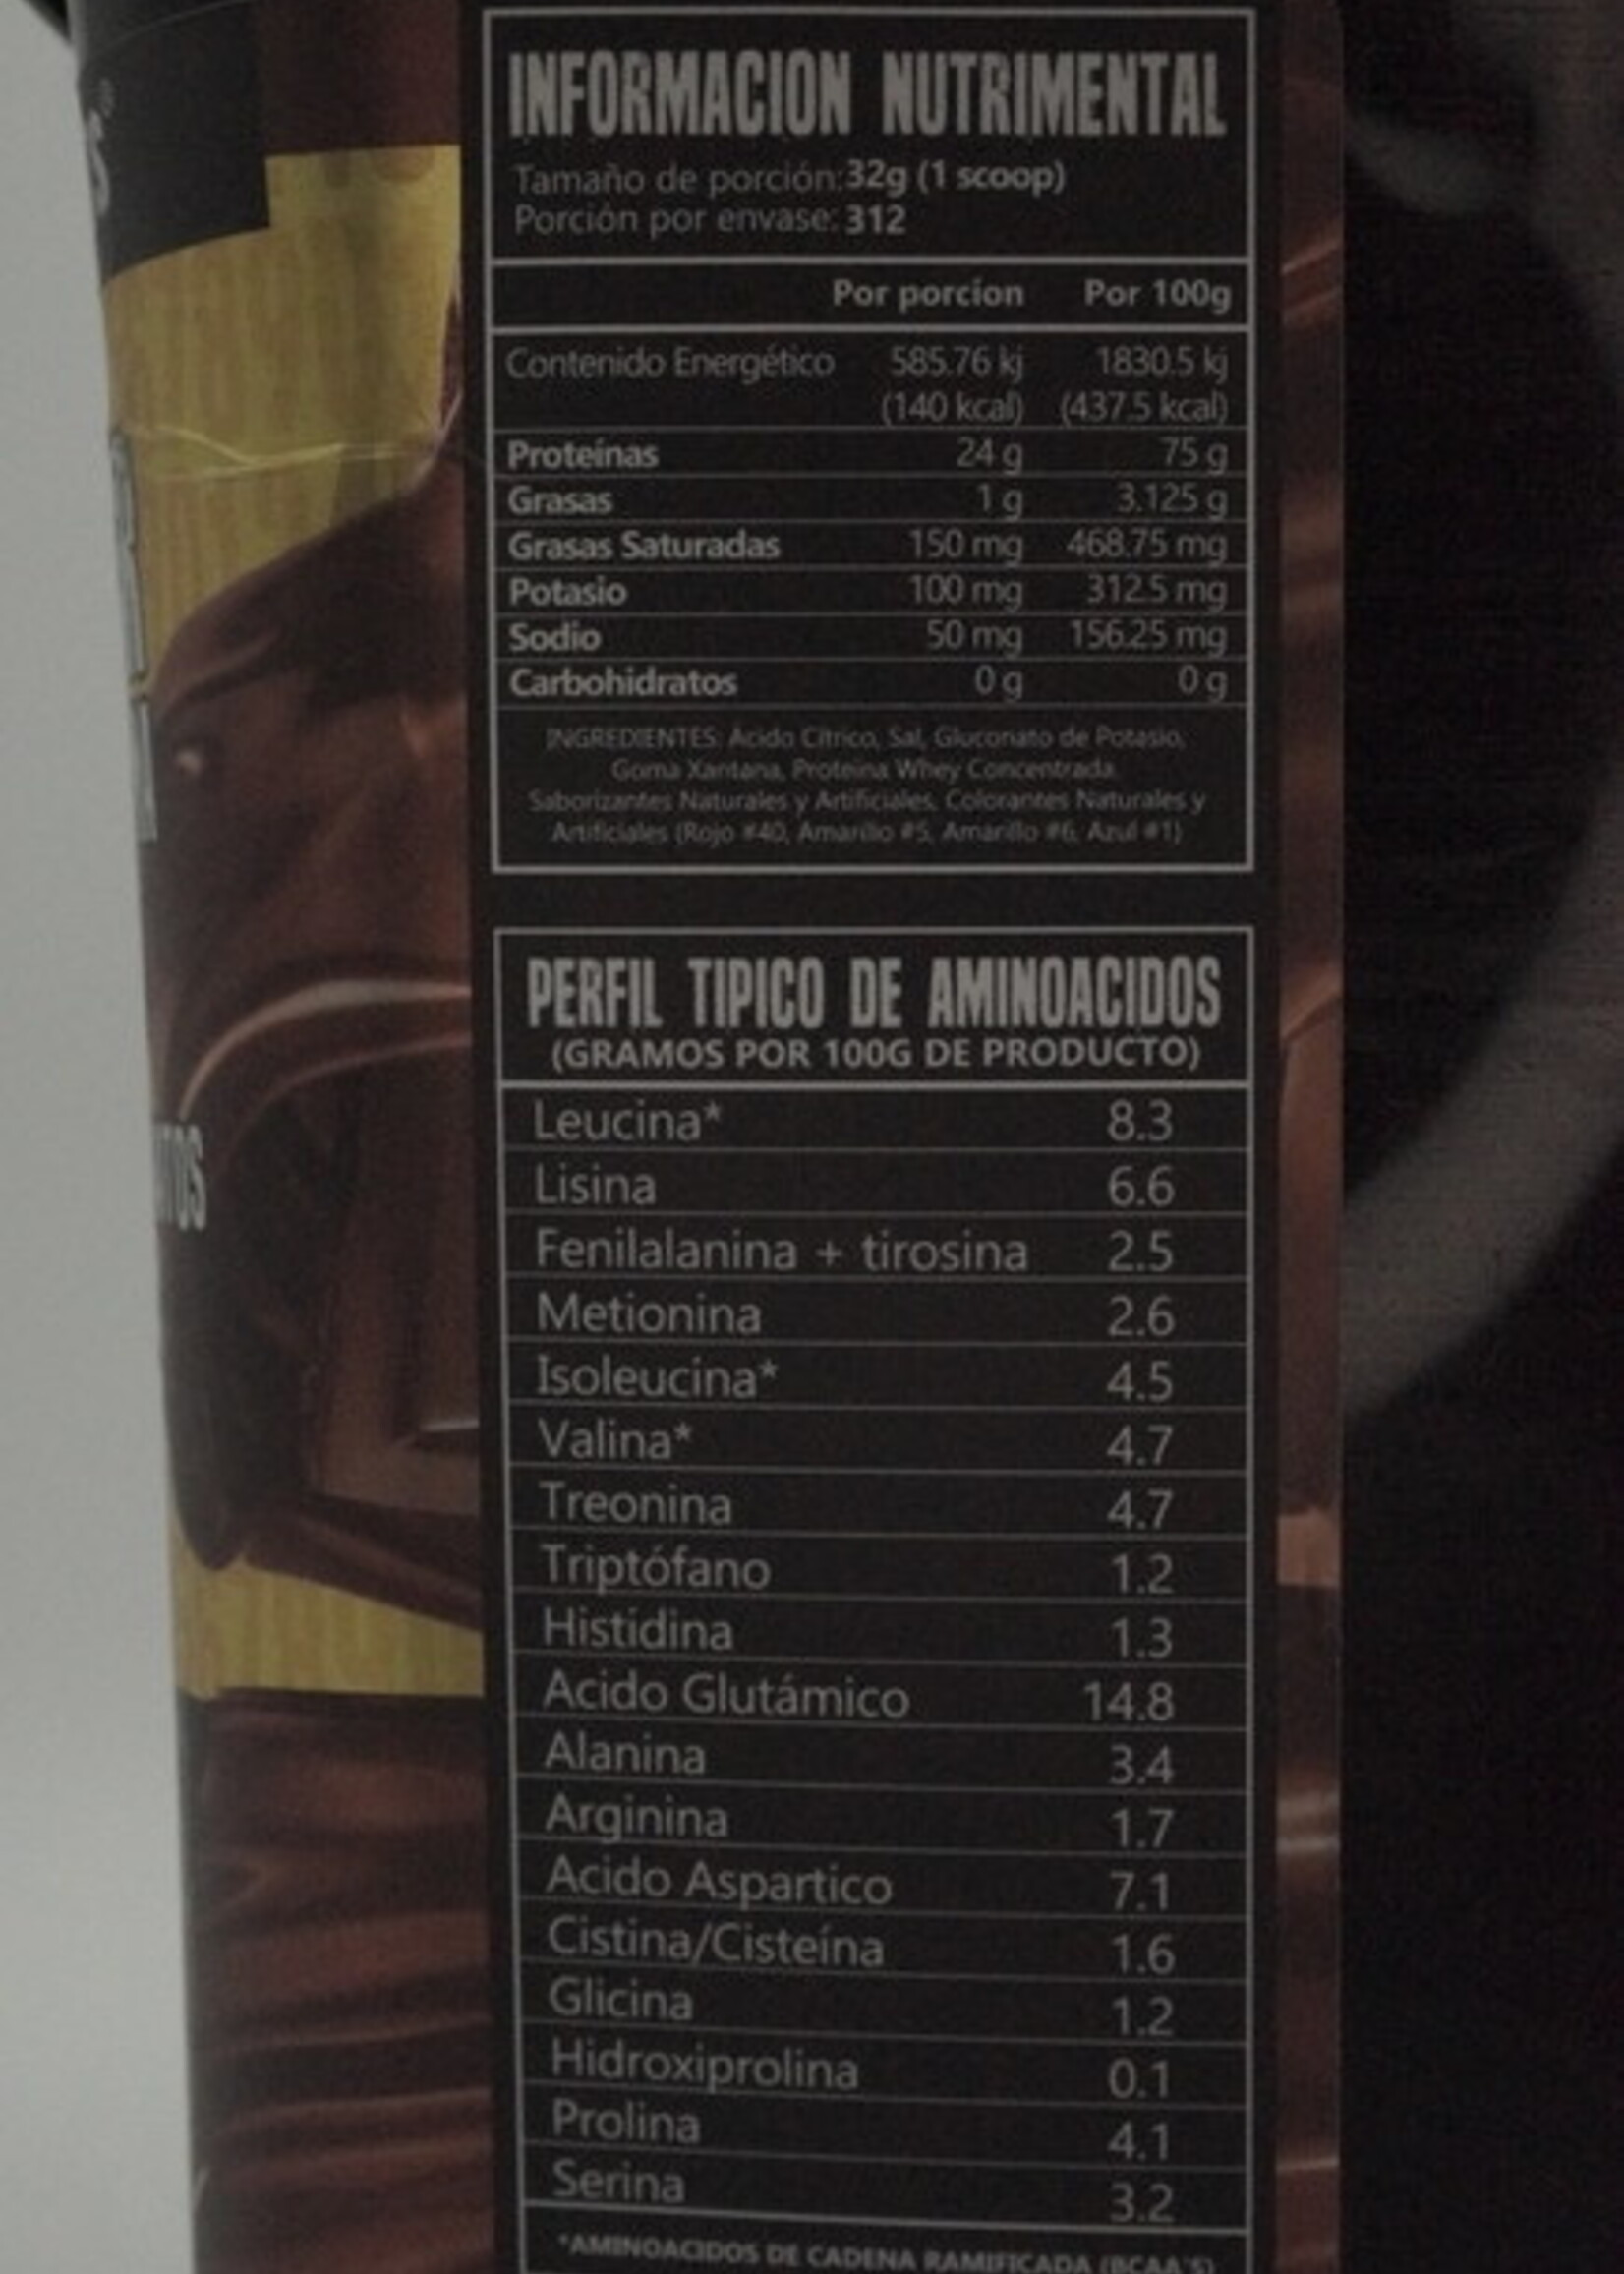 S®
INFORMACION NUTRIMENTAL
Tamaño de porción: 32g (1 scoop)
Porción por envase: 312
Por porcion Por 100g
Contenido Energético 585.76 kj 1830.5 kj
(140 kcal) (437.5 kcal)
Proteínas 24 g 75 g
Grasas 1 g 3.125 g
Grasas Saturadas 150 mg 468.75 mg
Potasio 100 mg 312.5 mg
Sodio 50 mg 156.25 mg
Carbohidratos 0 g 0 g
INGREDIENTES: Acido Cítrico, Sal, Gluconato de Potasio,
Goma Xantana, Proteina Whey Concentrada.
Saborizantes Naturales y Artificiales, Colorantes Naturales y
Artificiales (Rojo #40, Amarillo #5, Amarillo #6, Azul #1)
PERFIL TIPICO DE AMINOACIDOS
(GRAMOS POR 100G DE PRODUCTO)
Leucina* 8.3
Lisina 6.6
Fenilalanina + tirosina 2.5
Metionina 2.6
Isoleucina* 4.5
Valina* 4.7
Treonina 4.7
Triptófano 1.2
Histidina 1.3
Acido Glutámico 14.8
Alanina 3.4
Arginina 1.7
Acido Aspartico 7.1
Cistina/Cisteína 1.6
Glicina 1.2
Hidroxiprolina 0.1
Prolina 4.1
Serina 3.2
*AMINOACIDOS DE CADENA RAMIFICADA (BCAA'S)